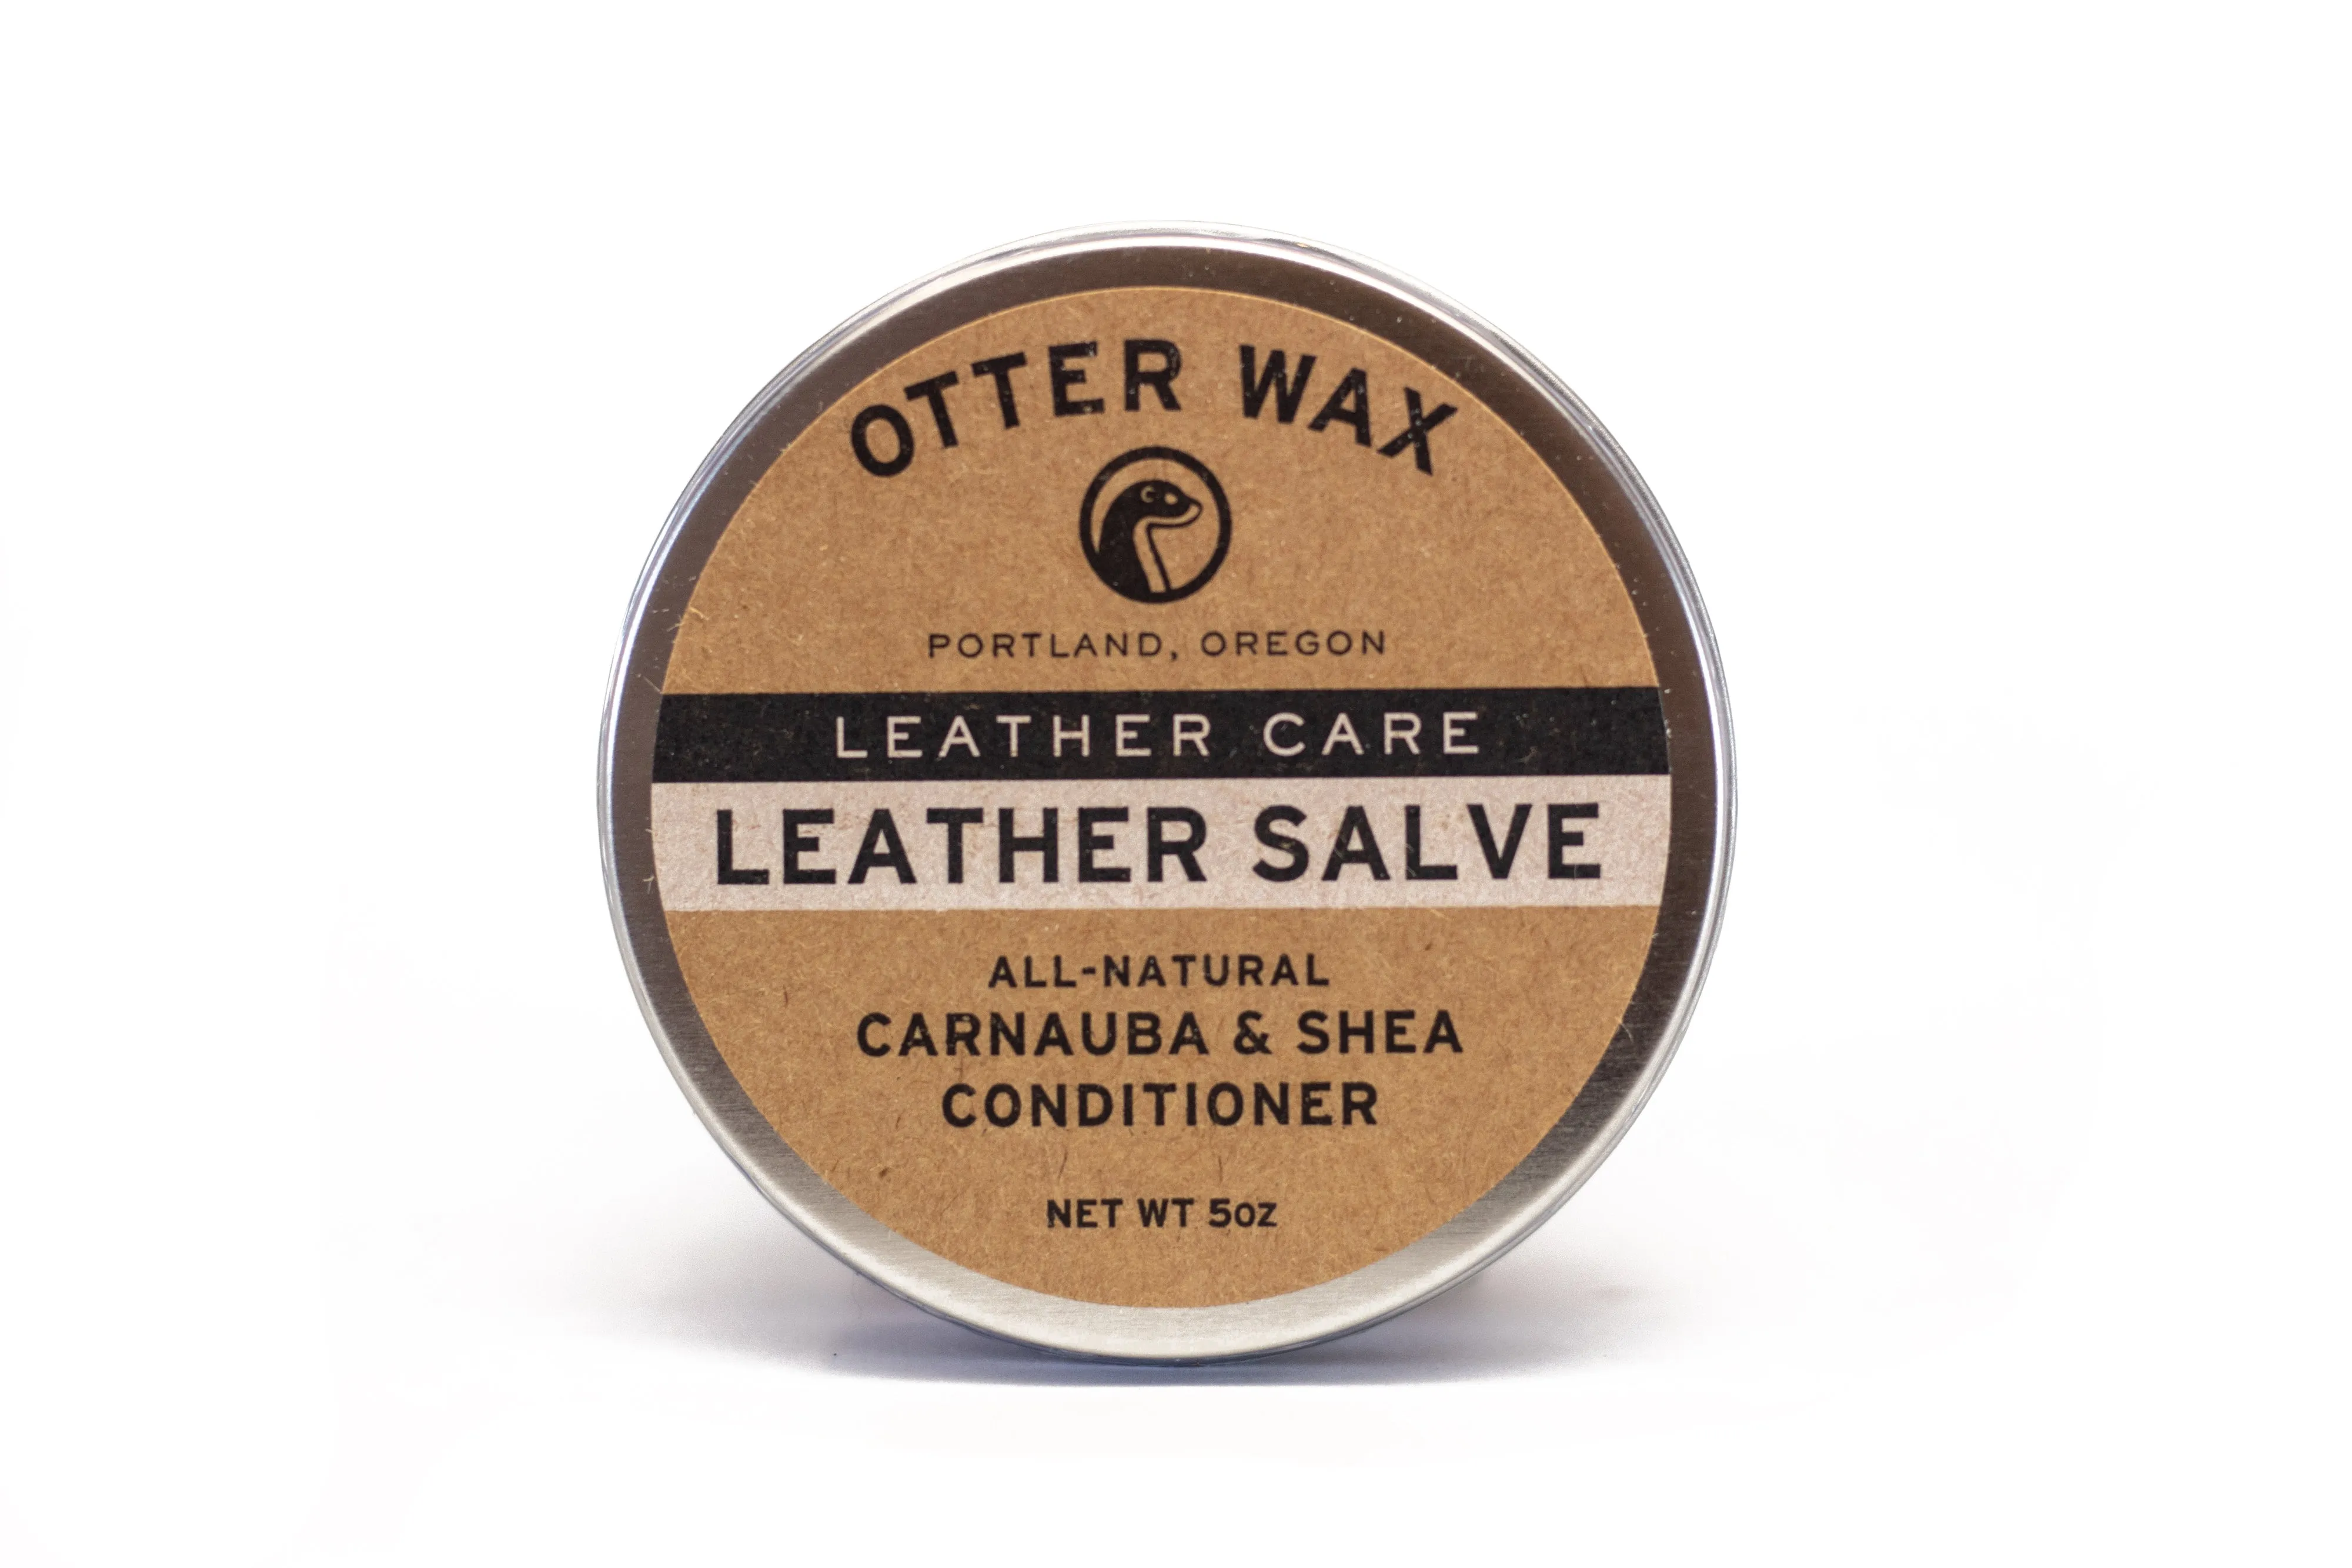 OTTER WAX
PORTLAND, OREGON
LEATHER CARE
LEATHER SALVE
ALL-NATURAL
CARNAUBA & SHEA
CONDITIONER
NET WT 5oz